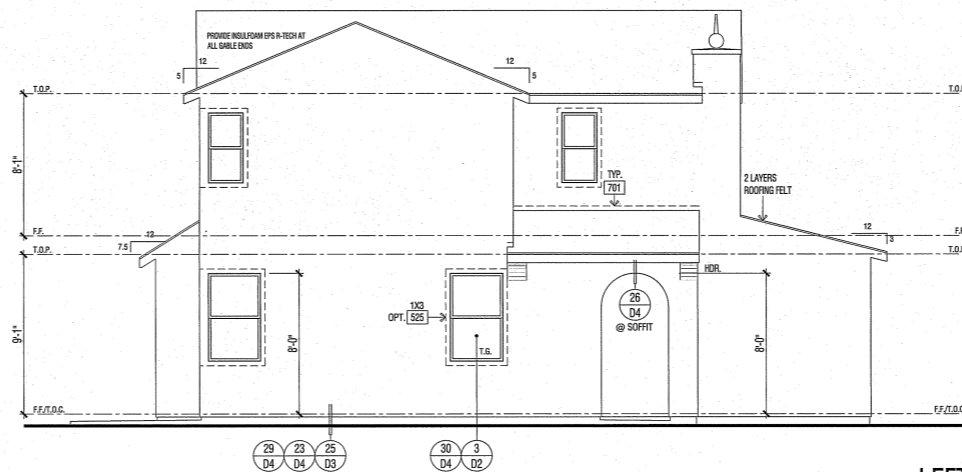 PROVIDE INSULFOAM EPS R-TECH AT
ALL GABLE ENDS
12
5
12
5
T.O.P.
T.O.P
8'-1"
TYP.
701
2 LAYERS
ROOFING FELT
F.F.
F.F
12
7.5
12
3
T.O.P.
T.O.P
HDR.
1X3
OPT. 525
26
D4
@ SOFFIT
9'-1"
8'-0"
8'-0"
T.G.
F.F./T.O.C.
F.F./T.O.C
29
D4
23
D4
25
D3
30
D4
3
D2
LEFT